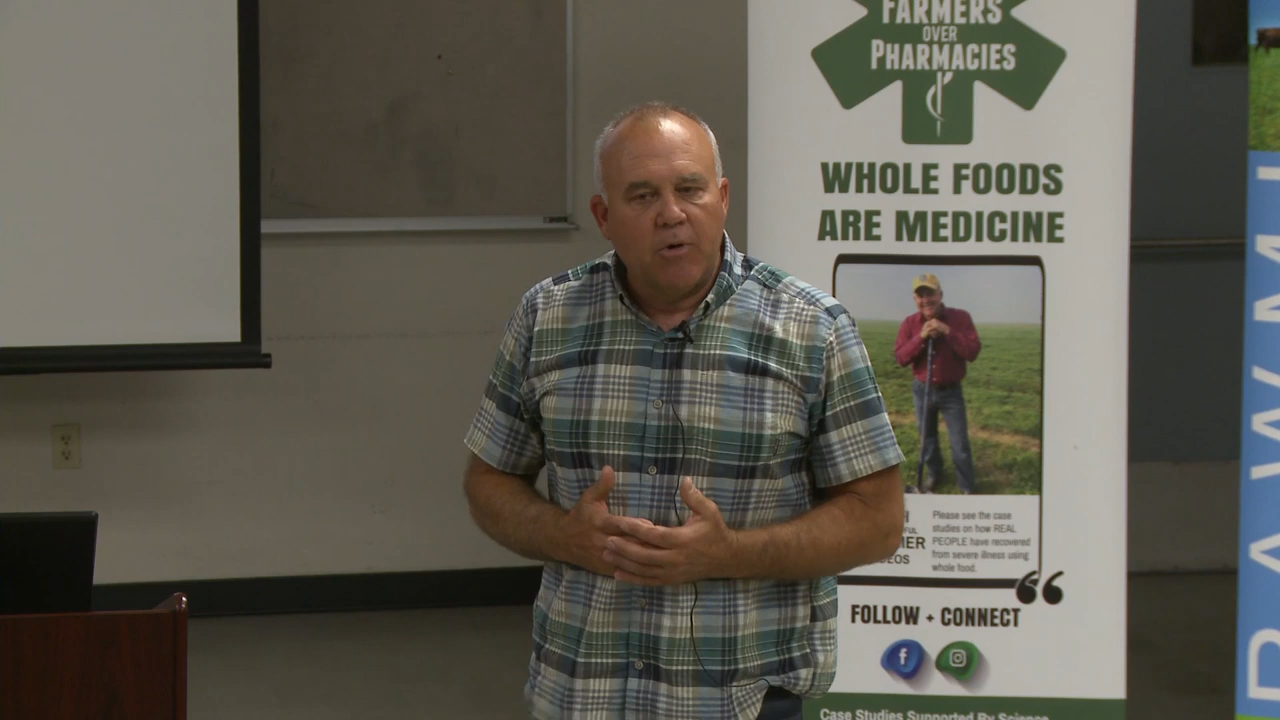 FARMERS
OVER
PHARMACIES
WHOLE FOODS
ARE MEDICINE
Please see the case
studies on how REAL
PEOPLE have recovered
from severe illness using
whole food.
FOLLOW + CONNECT
f
Case Studies Supported By Science
RAWMI